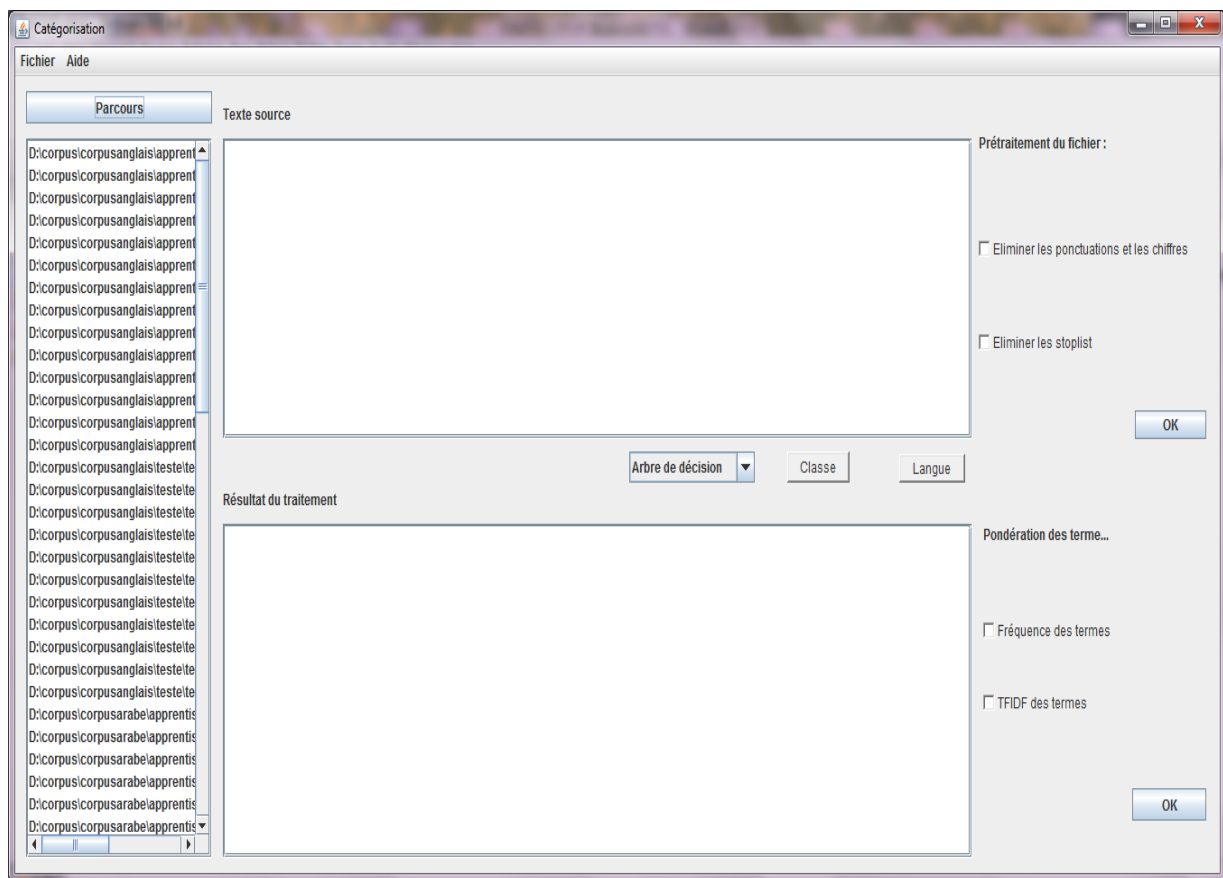 Catégorisation
Fichier Aide
Parcours
Texte source
D:\corpus\corpusanglais\apprent
D:\corpus\corpusanglais\apprent
D:\corpus\corpusanglais\apprent
D:\corpus\corpusanglais\apprent
D:\corpus\corpusanglais\apprent
D:\corpus\corpusanglais\apprent
D:\corpus\corpusanglais\apprent
D:\corpus\corpusanglais\apprent
D:\corpus\corpusanglais\apprent
D:\corpus\corpusanglais\apprent
D:\corpus\corpusanglais\apprent
D:\corpus\corpusanglais\apprent
D:\corpus\corpusanglais\apprent
D:\corpus\corpusanglais\apprent
D:\corpus\corpusanglais\teste\te
D:\corpus\corpusanglais\teste\te
D:\corpus\corpusanglais\teste\te
D:\corpus\corpusanglais\teste\te
D:\corpus\corpusanglais\teste\te
D:\corpus\corpusanglais\teste\te
D:\corpus\corpusanglais\teste\te
D:\corpus\corpusanglais\teste\te
D:\corpus\corpusanglais\teste\te
D:\corpus\corpusanglais\teste\te
D:\corpus\corpusanglais\teste\te
D:\corpus\corpusarabe\apprentis
D:\corpus\corpusarabe\apprentis
D:\corpus\corpusarabe\apprentis
D:\corpus\corpusarabe\apprentis
D:\corpus\corpusarabe\apprentis
D:\corpus\corpusarabe\apprentis
Prétraitement du fichier :
Eliminer les ponctuations et les chiffres
Eliminer les stoplist
OK
Arbre de décision
Classe
Langue
Résultat du traitement
Pondération des terme...
Fréquence des termes
TFIDF des termes
OK